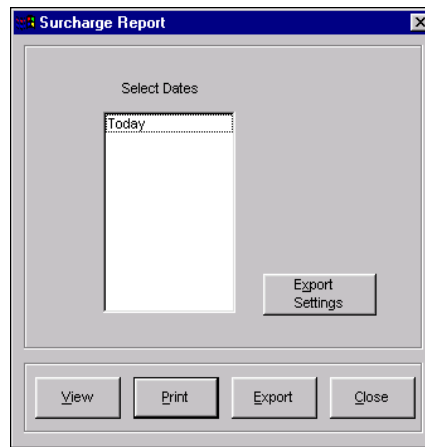 Surcharge Report
Select Dates
Today
Export
Settings
View
Print
Export
Close